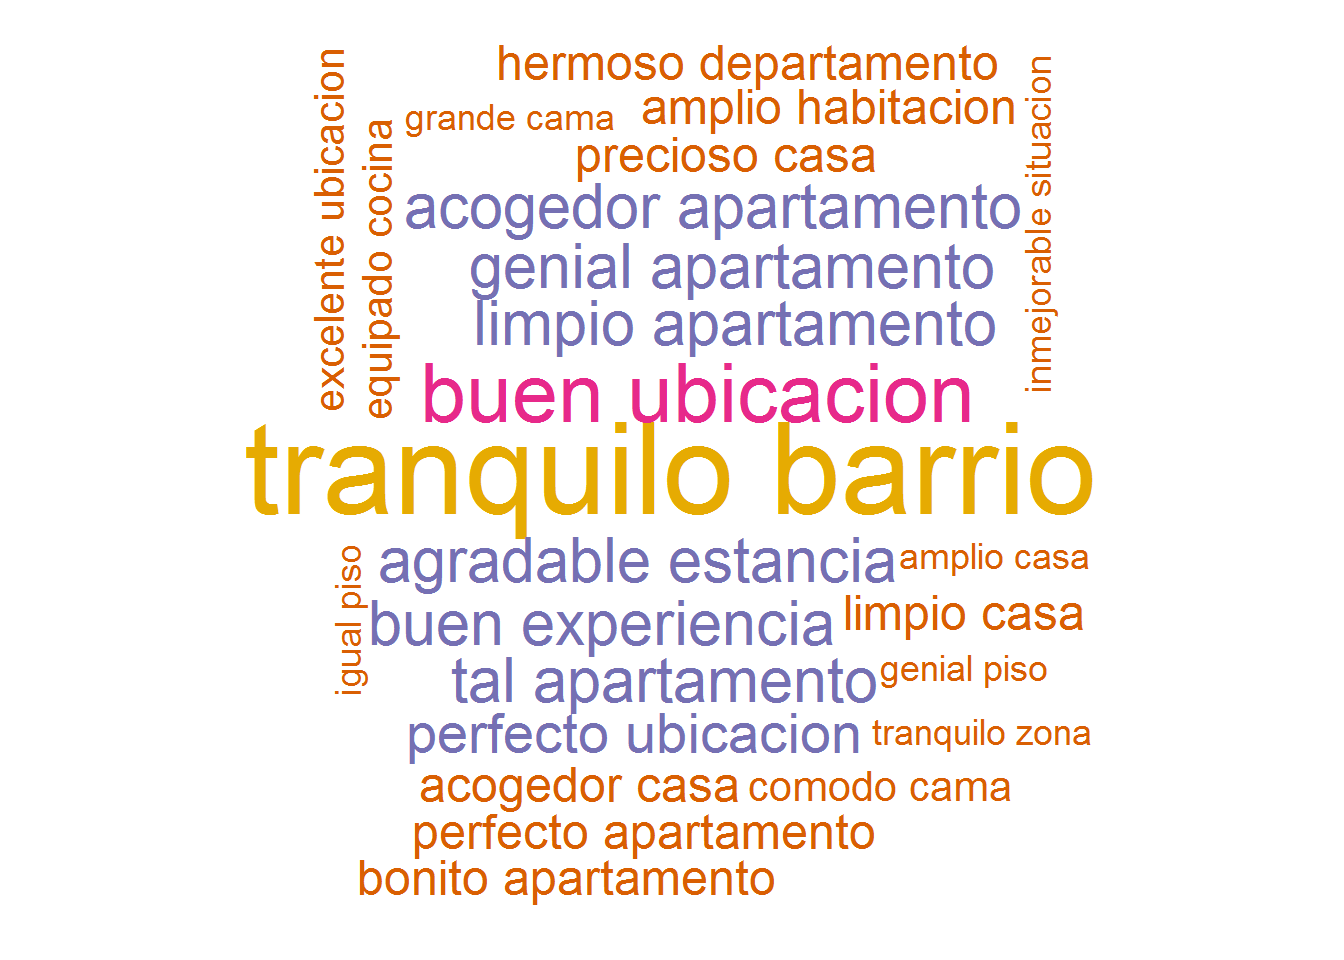 hermoso departamento
grande cama
amplio habitacion
precioso casa
excelente ubicacion
equipado cocina
inmejorable situacion
acogedor apartamento
genial apartamento
limpio apartamento
buen ubicacion
tranquilo barrio
agradable estancia
amplio casa
igual piso
buen experiencia
limpio casa
tal apartamento
genial piso
perfecto ubicacion
tranquilo zona
acogedor casa
comodo cama
perfecto apartamento
bonito apartamento